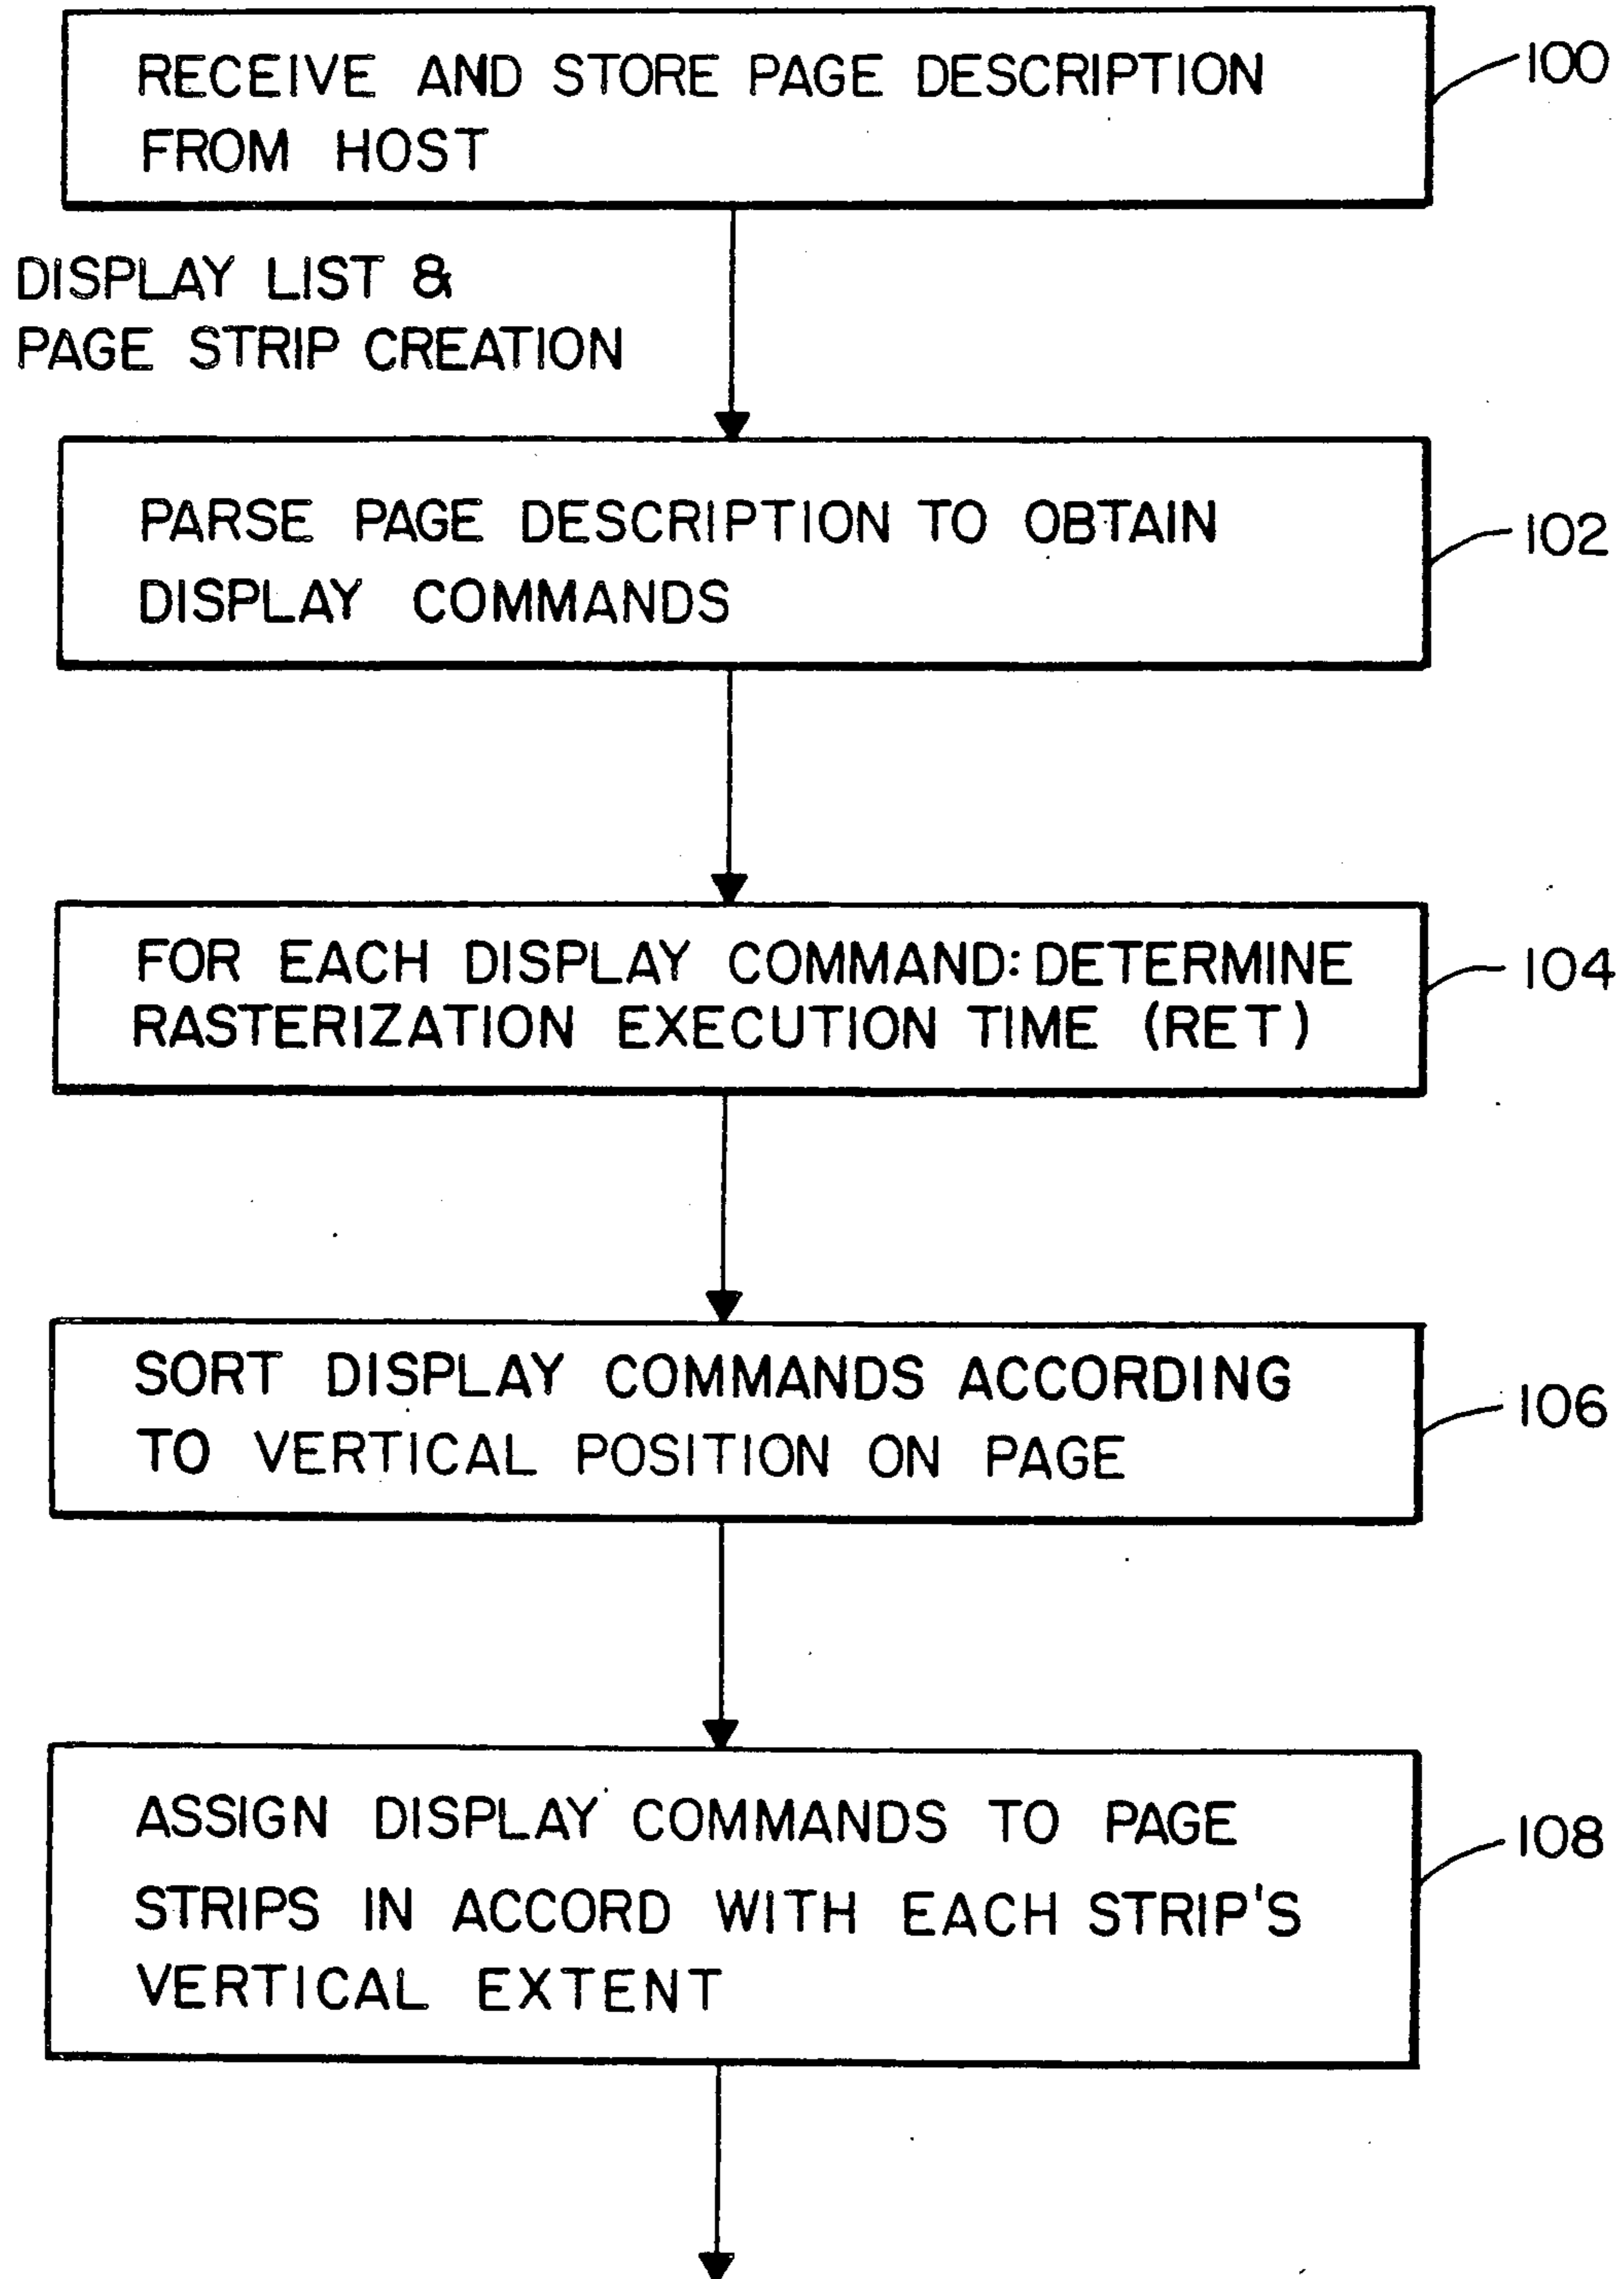 RECEIVE AND STORE PAGE DESCRIPTION
FROM HOST
100
DISPLAY LIST &
PAGE STRIP CREATION
PARSE PAGE DESCRIPTION TO OBTAIN
DISPLAY COMMANDS
102
FOR EACH DISPLAY COMMAND: DETERMINE
RASTERIZATION EXECUTION TIME (RET)
104
SORT DISPLAY COMMANDS ACCORDING
TO VERTICAL POSITION ON PAGE
106
ASSIGN DISPLAY COMMANDS TO PAGE
STRIPS IN ACCORD WITH EACH STRIP'S
VERTICAL EXTENT
108